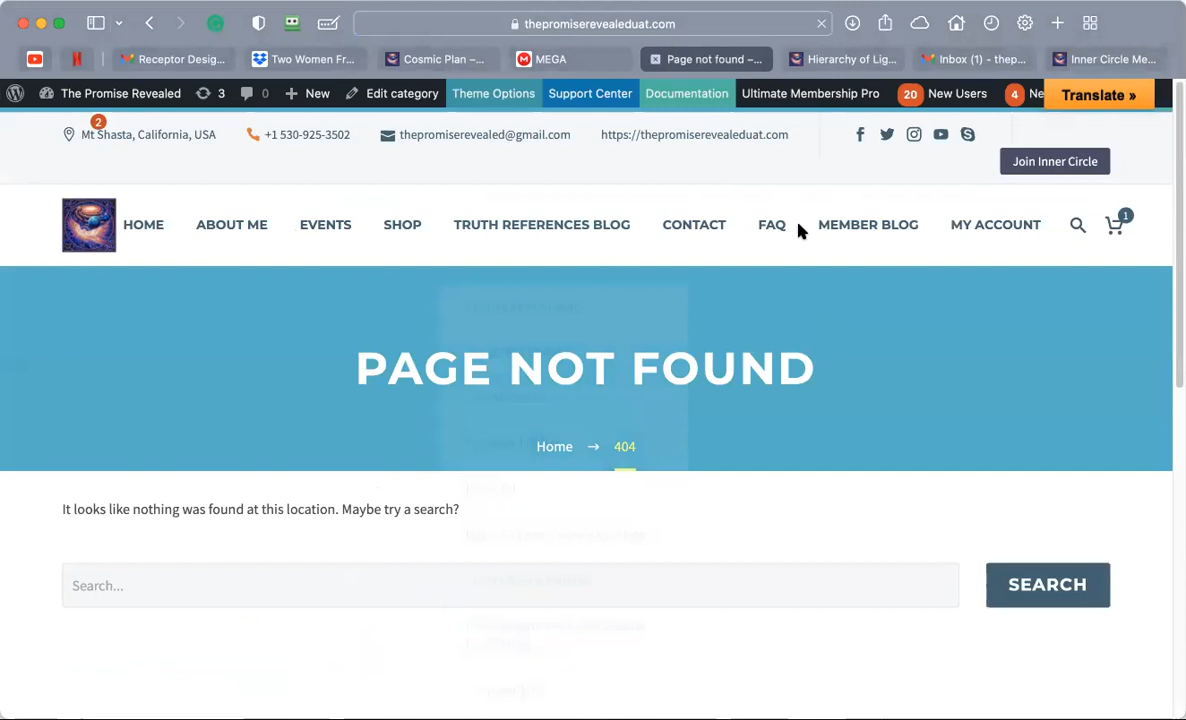 thepromiserevealeduat.com
Receptor Desig...
Two Women Fr...
Cosmic Plan –...
MEGA
Page not found –...
Hierarchy of Lig...
Inbox (1) - thep...
Inner Circle Me...
The Promise Revealed
3
0
New
Edit category
Theme Options
Support Center
Documentation
Ultimate Membership Pro
20
New Users
4
Ne
Translate »
2
Mt Shasta, California, USA
+1 530-925-3502
thepromiserevealed@gmail.com
https://thepromiserevealeduat.com
Join Inner Circle
HOME
ABOUT ME
EVENTS
SHOP
TRUTH REFERENCES BLOG
CONTACT
FAQ
MEMBER BLOG
MY ACCOUNT
1
PAGE NOT FOUND
Home → 404
It looks like nothing was found at this location. Maybe try a search?
Search...
SEARCH